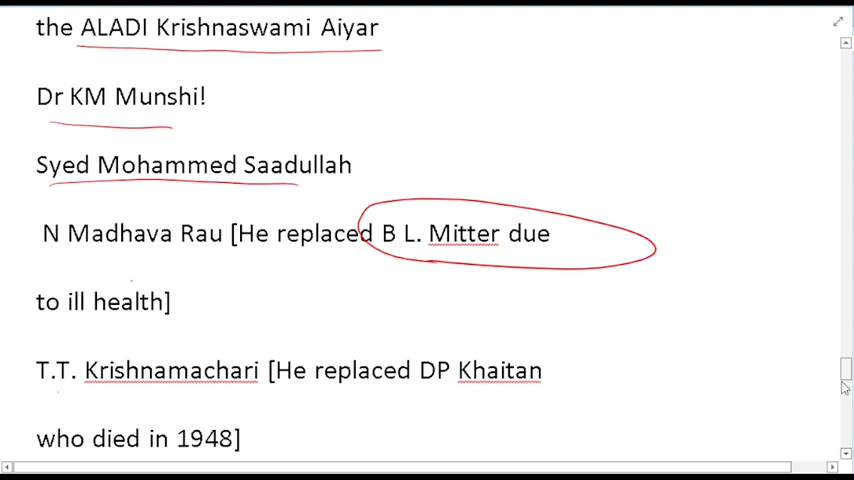 the ALADI Krishnaswami Aiyar
Dr KM Munshi!
Syed Mohammed Saadullah
N Madhava Rau [He replaced B L. Mitter due
to ill health]
T.T. Krishnamachari [He replaced DP Khaitan
who died in 1948]